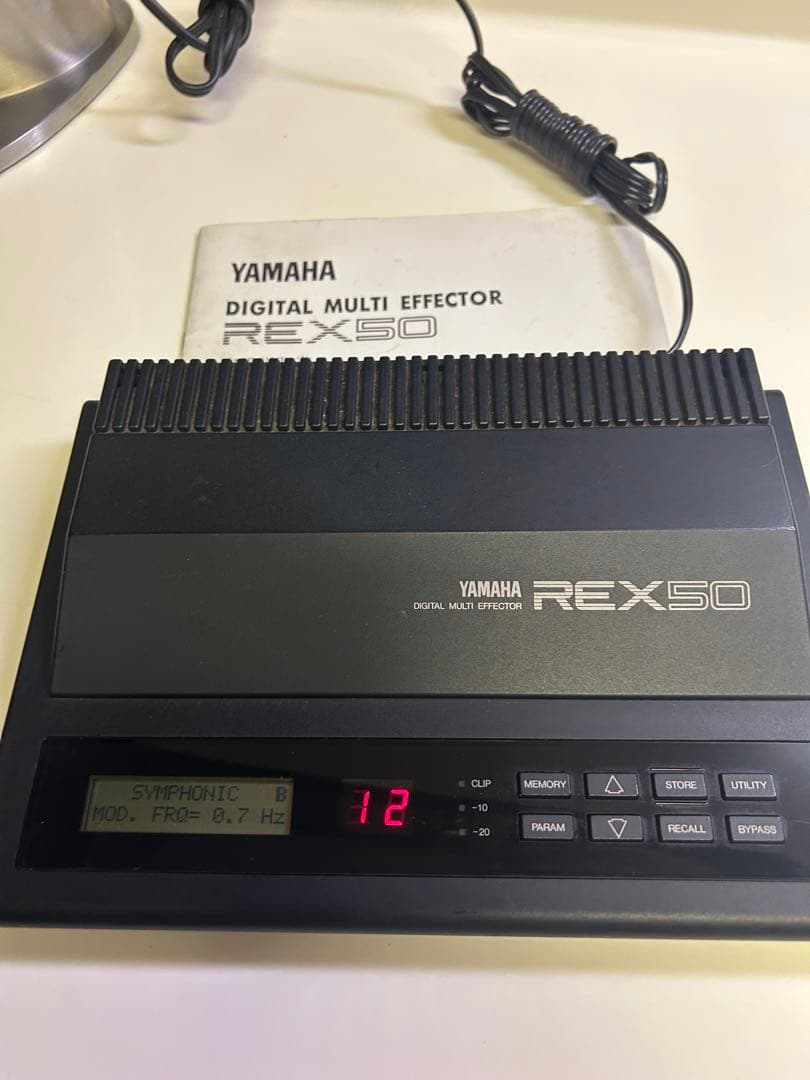 YAMAHA
DIGITAL MULTI EFFECTOR
REX50
YAMAHA
DIGITAL MULTI EFFECTOR REX50
SYMPHONIC B
MOD. FRQ= 0.7 Hz
12
CLIP
-10
-20
MEMORY △ STORE UTILITY
PARAM ▽ RECALL BYPASS